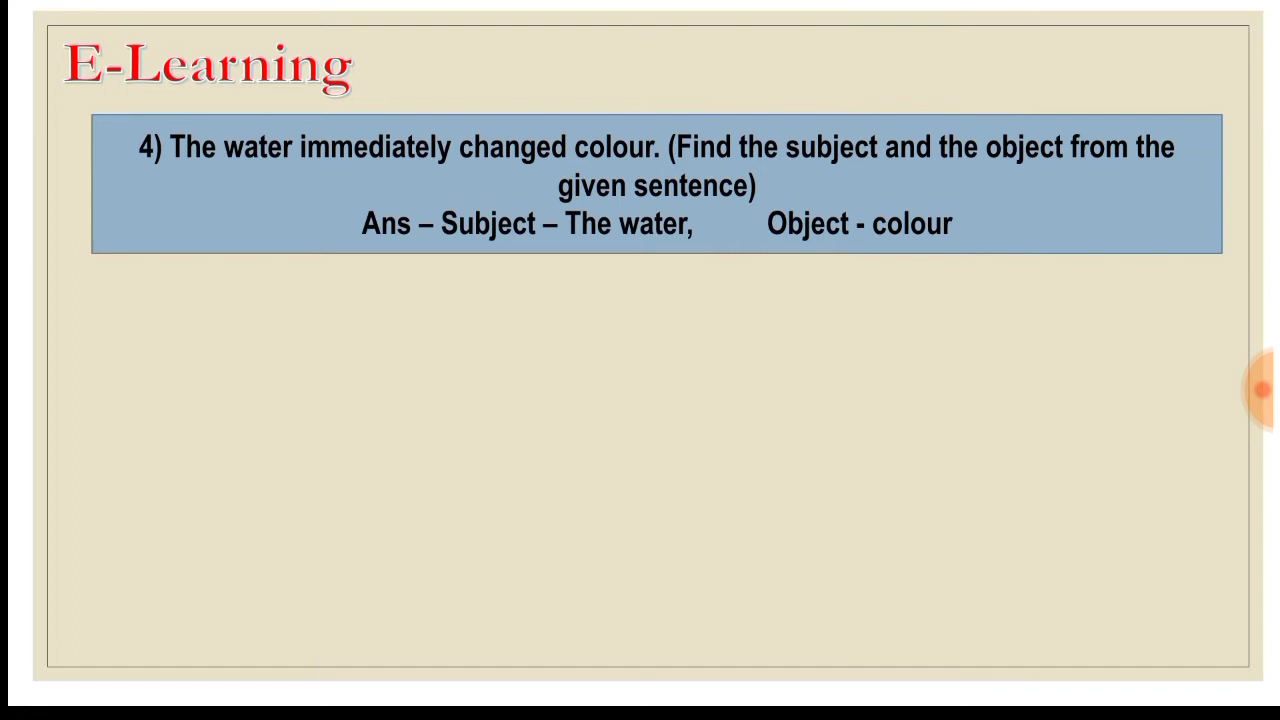 E-Learning
4) The water immediately changed colour. (Find the subject and the object from the
given sentence)
Ans – Subject – The water, Object - colour